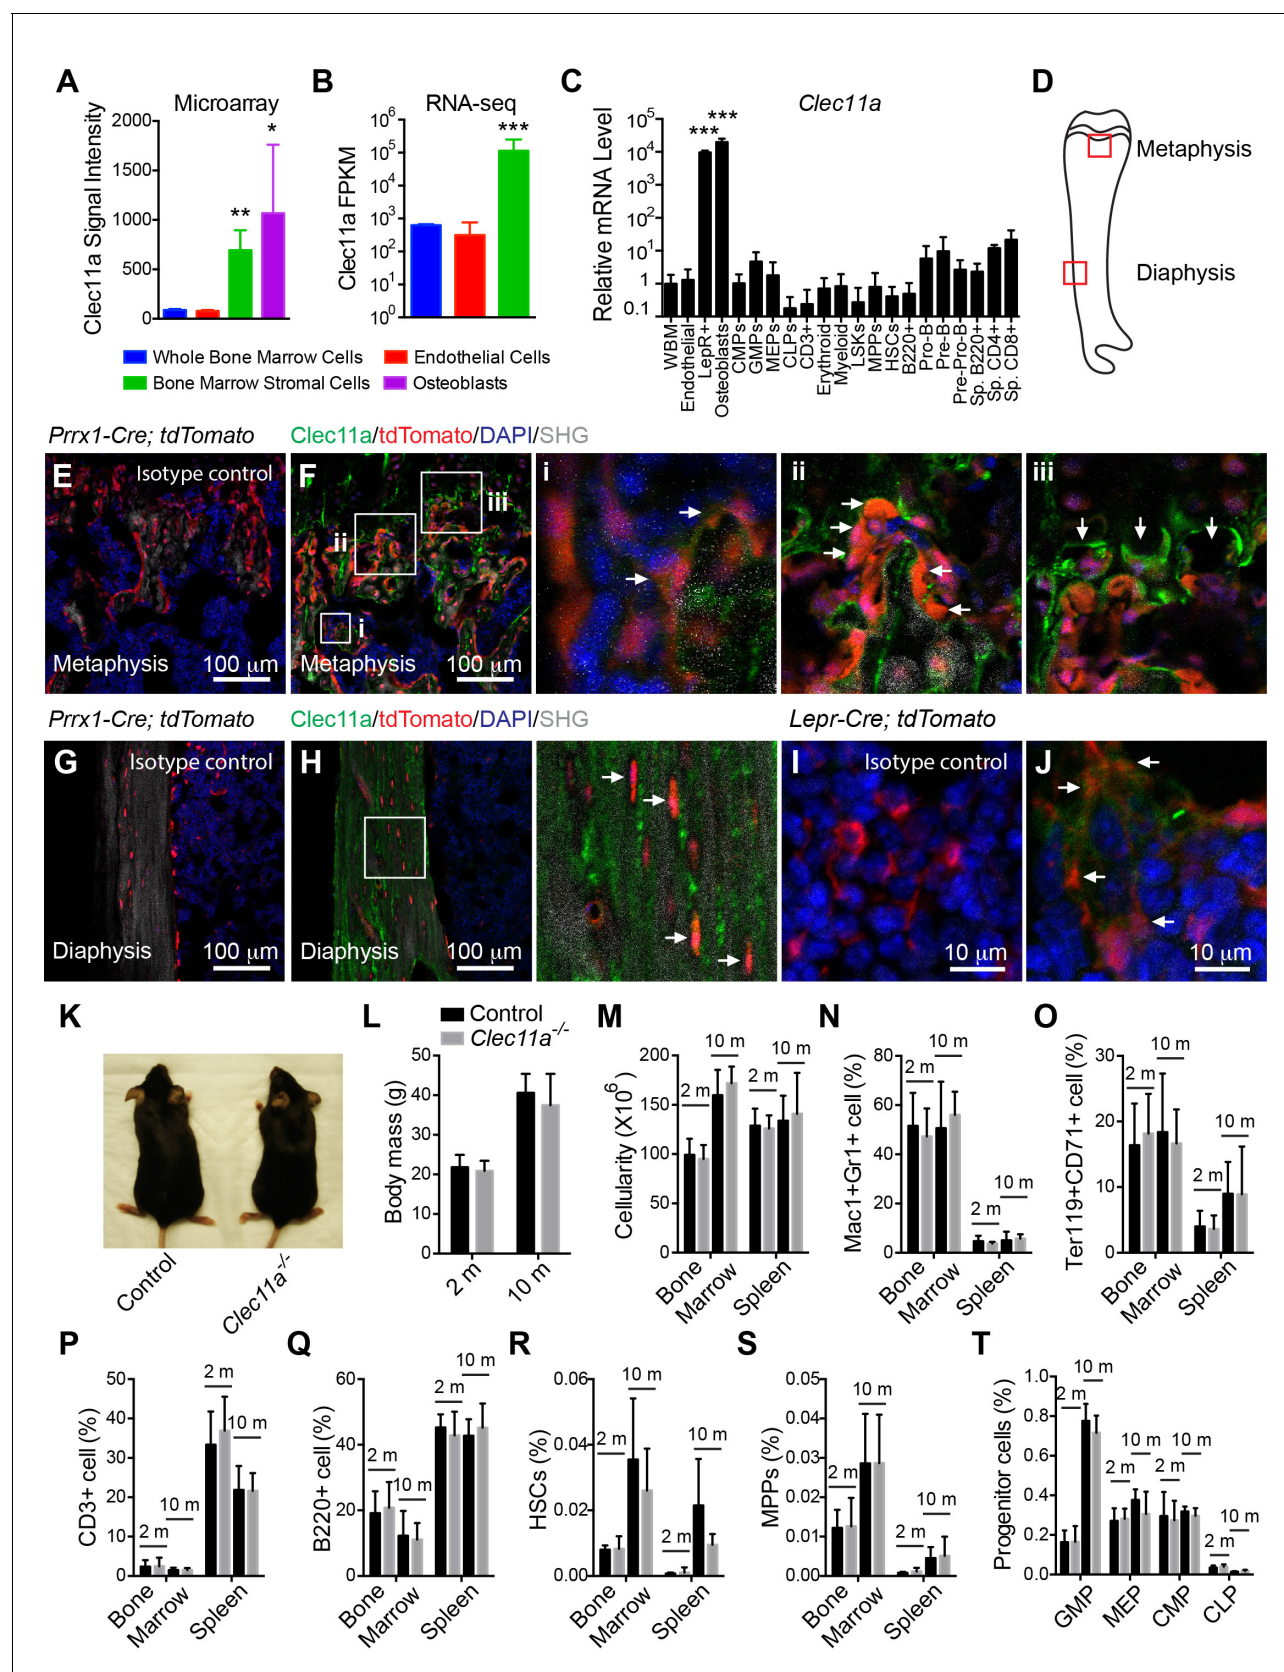 A
Microarray
Clec11a Signal Intensity
2000
1500
1000
500
0
**
*
B
RNA-seq
Clec11a FPKM
10^6
10^5
10^4
10^3
10^2
10^1
10^0
***
Whole Bone Marrow Cells
Endothelial Cells
Bone Marrow Stromal Cells
Osteoblasts
C
Clec11a
Relative mRNA Level
10^5
10^4
10^3
10^2
10^1
1
0.1
***
***
WBM
Endothelial
LepR+
Osteoblasts
CMPs
GMPs
MEPs
CLPs
CD3+
Erythroid
Myeloid
LSKs
MPPs
HSCs
B220+
Pro-B
Pre-B
Pre-Pro-B
Sp. B220+
Sp. CD4+
Sp. CD8+
D
Metaphysis
Diaphysis
Prrx1-Cre; tdTomato
Clec11a/tdTomato/DAPI/SHG
E
Isotype control
Metaphysis
100 μm
F
iii
ii
i
Metaphysis
100 μm
i
ii
iii
Prrx1-Cre; tdTomato
Clec11a/tdTomato/DAPI/SHG
Lepr-Cre; tdTomato
G
Isotype control
Diaphysis
100 μm
H
Diaphysis
100 μm
I
Isotype control
10 μm
J
10 μm
K
Control
Clec11a-/-
L
Control
Clec11a-/-
Body mass (g)
50
40
30
20
10
0
2 m
10 m
M
Cellularity (X10^6)
200
150
100
50
0
2 m
10 m
2 m
10 m
Bone
Marrow
Spleen
N
Mac1+Gr1+ cell (%)
80
60
40
20
0
2 m
10 m
2 m
10 m
Bone
Marrow
Spleen
O
Ter119+CD71+ cell (%)
30
20
10
0
2 m
10 m
2 m
10 m
Bone
Marrow
Spleen
P
CD3+ cell (%)
50
40
30
20
10
0
2 m
10 m
2 m
10 m
Bone
Marrow
Spleen
Q
B220+ cell (%)
60
40
20
0
2 m
10 m
2 m
10 m
Bone
Marrow
Spleen
R
HSCs (%)
0.06
0.04
0.02
0.00
2 m
10 m
2 m
10 m
Bone
Marrow
Spleen
S
MPPs (%)
0.05
0.04
0.03
0.02
0.01
0.00
2 m
10 m
2 m
10 m
Bone
Marrow
Spleen
T
Progenitor cells (%)
1.0
0.8
0.6
0.4
0.2
0.0
2 m
10 m
2 m
10 m
2 m
10 m
2 m
10 m
GMP
MEP
CMP
CLP